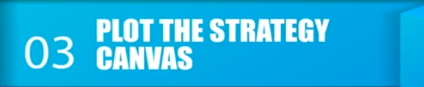 03 PLOT THE STRATEGY
CANVAS